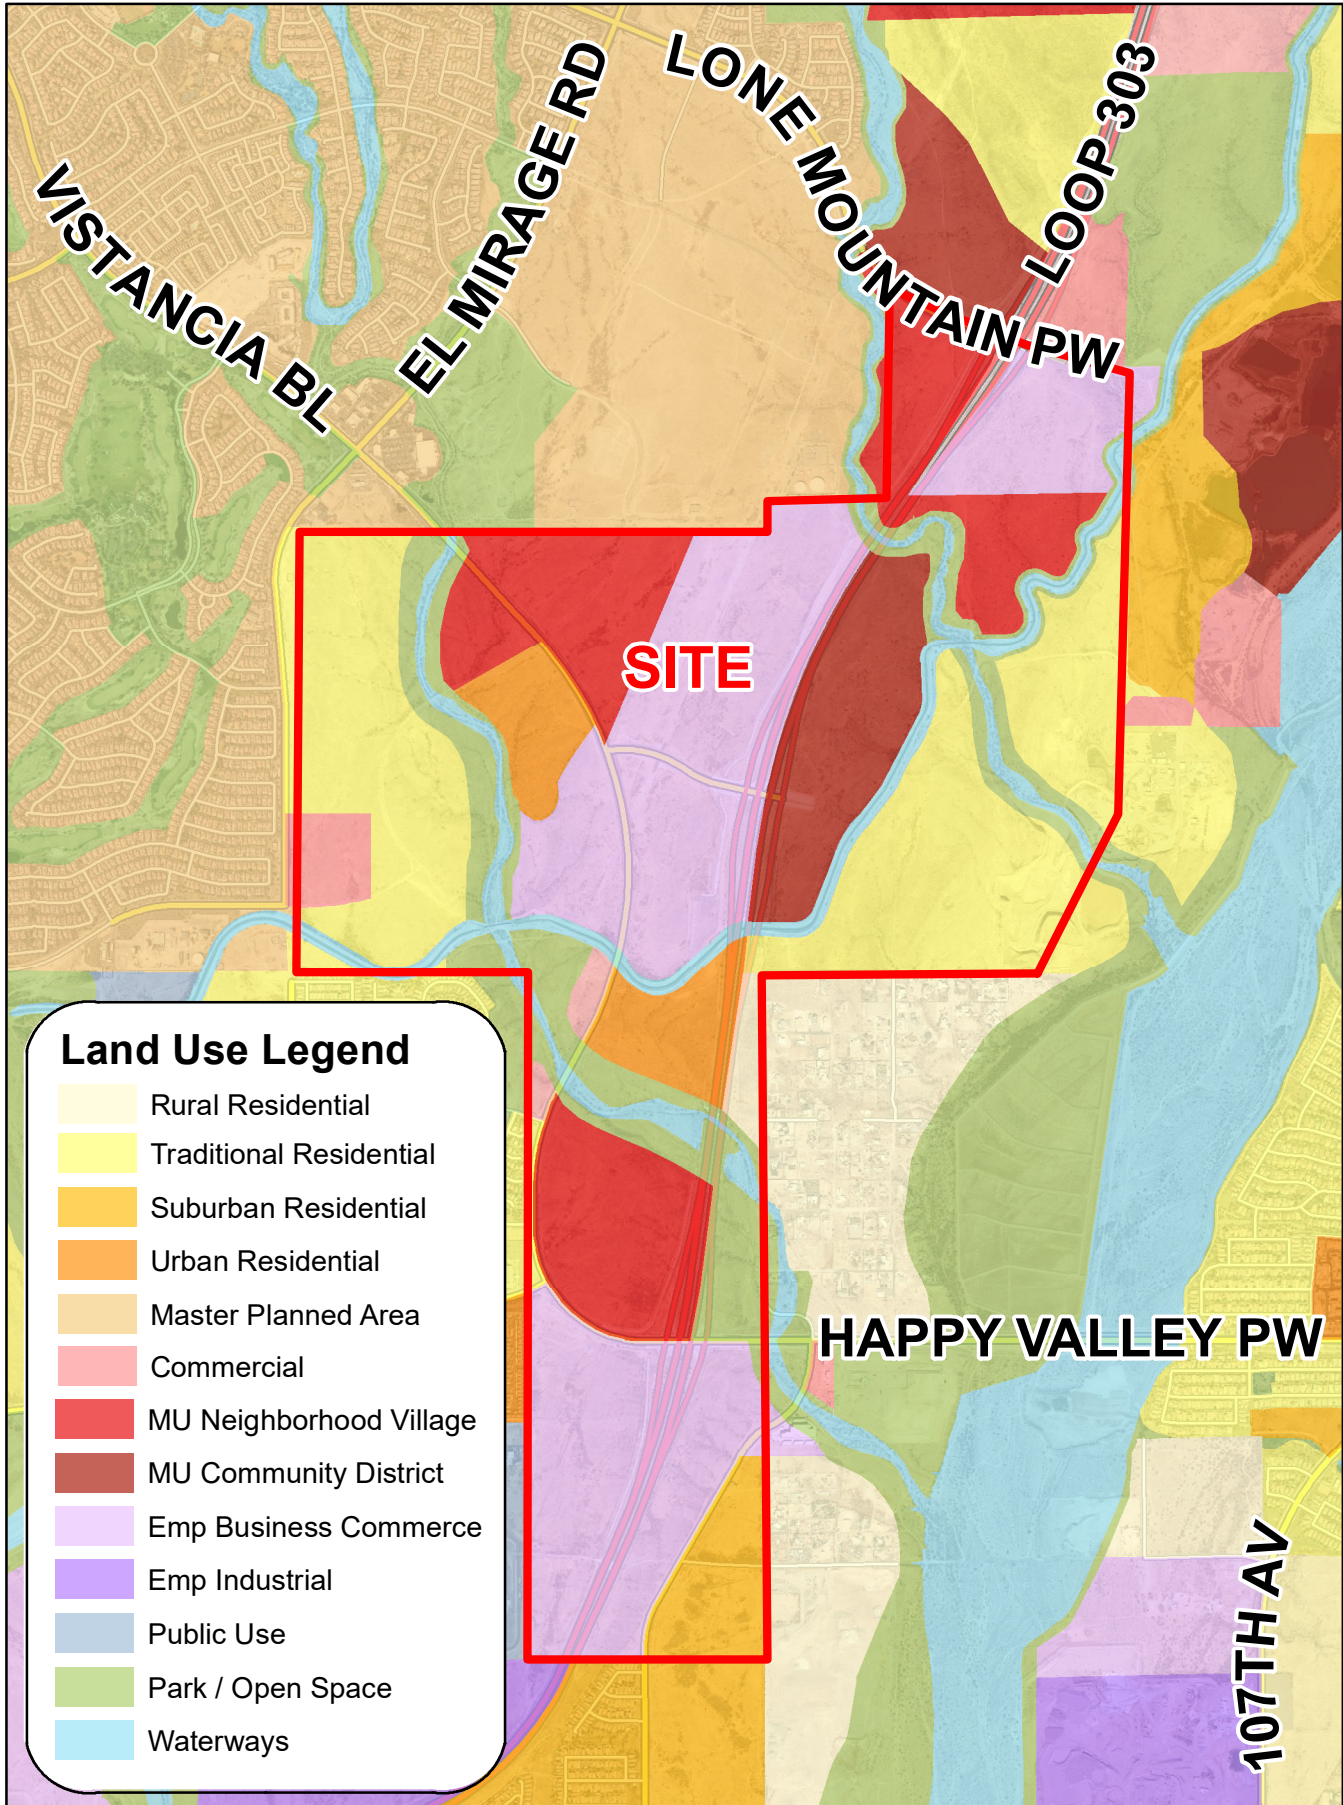 LONE MOUNTAIN PW
LOOP 303
EL MIRAGE RD
VISTANCIA BL
SITE
HAPPY VALLEY PW
107TH AV
Land Use Legend
Rural Residential
Traditional Residential
Suburban Residential
Urban Residential
Master Planned Area
Commercial
MU Neighborhood Village
MU Community District
Emp Business Commerce
Emp Industrial
Public Use
Park / Open Space
Waterways